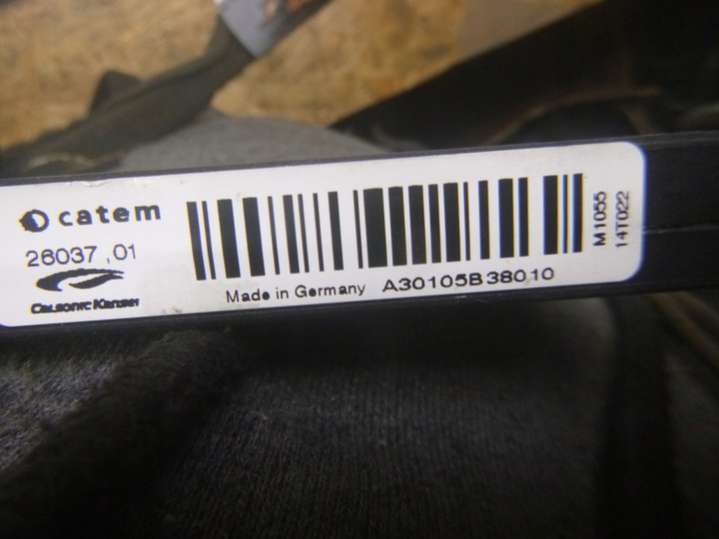 catem
26037 ,01
Calsonic Kansei
Made in Germany
A30105B38010
M1055
14T022